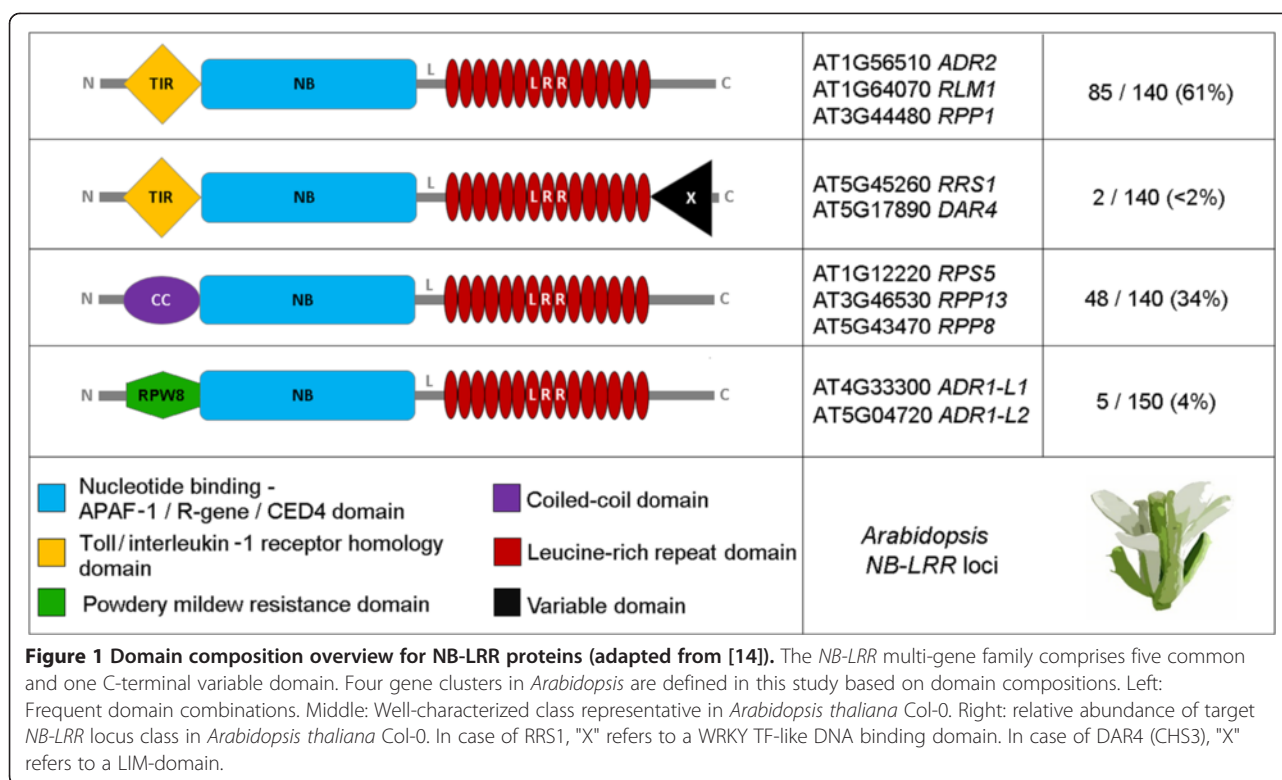 N TIR NB L LRR C
AT1G56510 ADR2
AT1G64070 RLM1
AT3G44480 RPP1
85 / 140 (61%)
N TIR NB L LRR X C
AT5G45260 RRS1
AT5G17890 DAR4
2 / 140 (<2%)
N CC NB L LRR C
AT1G12220 RPS5
AT3G46530 RPP13
AT5G43470 RPP8
48 / 140 (34%)
N RPW8 NB L LRR C
AT4G33300 ADR1-L1
AT5G04720 ADR1-L2
5 / 150 (4%)
Nucleotide binding -
APAF-1 / R-gene / CED4 domain
Toll/interleukin -1 receptor homology
domain
Powdery mildew resistance domain
Coiled-coil domain
Leucine-rich repeat domain
Variable domain
Arabidopsis
NB-LRR loci
Figure 1 Domain composition overview for NB-LRR proteins (adapted from [14]). The NB-LRR multi-gene family comprises five common
and one C-terminal variable domain. Four gene clusters in Arabidopsis are defined in this study based on domain compositions. Left:
Frequent domain combinations. Middle: Well-characterized class representative in Arabidopsis thaliana Col-0. Right: relative abundance of target
NB-LRR locus class in Arabidopsis thaliana Col-0. In case of RRS1, "X" refers to a WRKY TF-like DNA binding domain. In case of DAR4 (CHS3), "X"
refers to a LIM-domain.